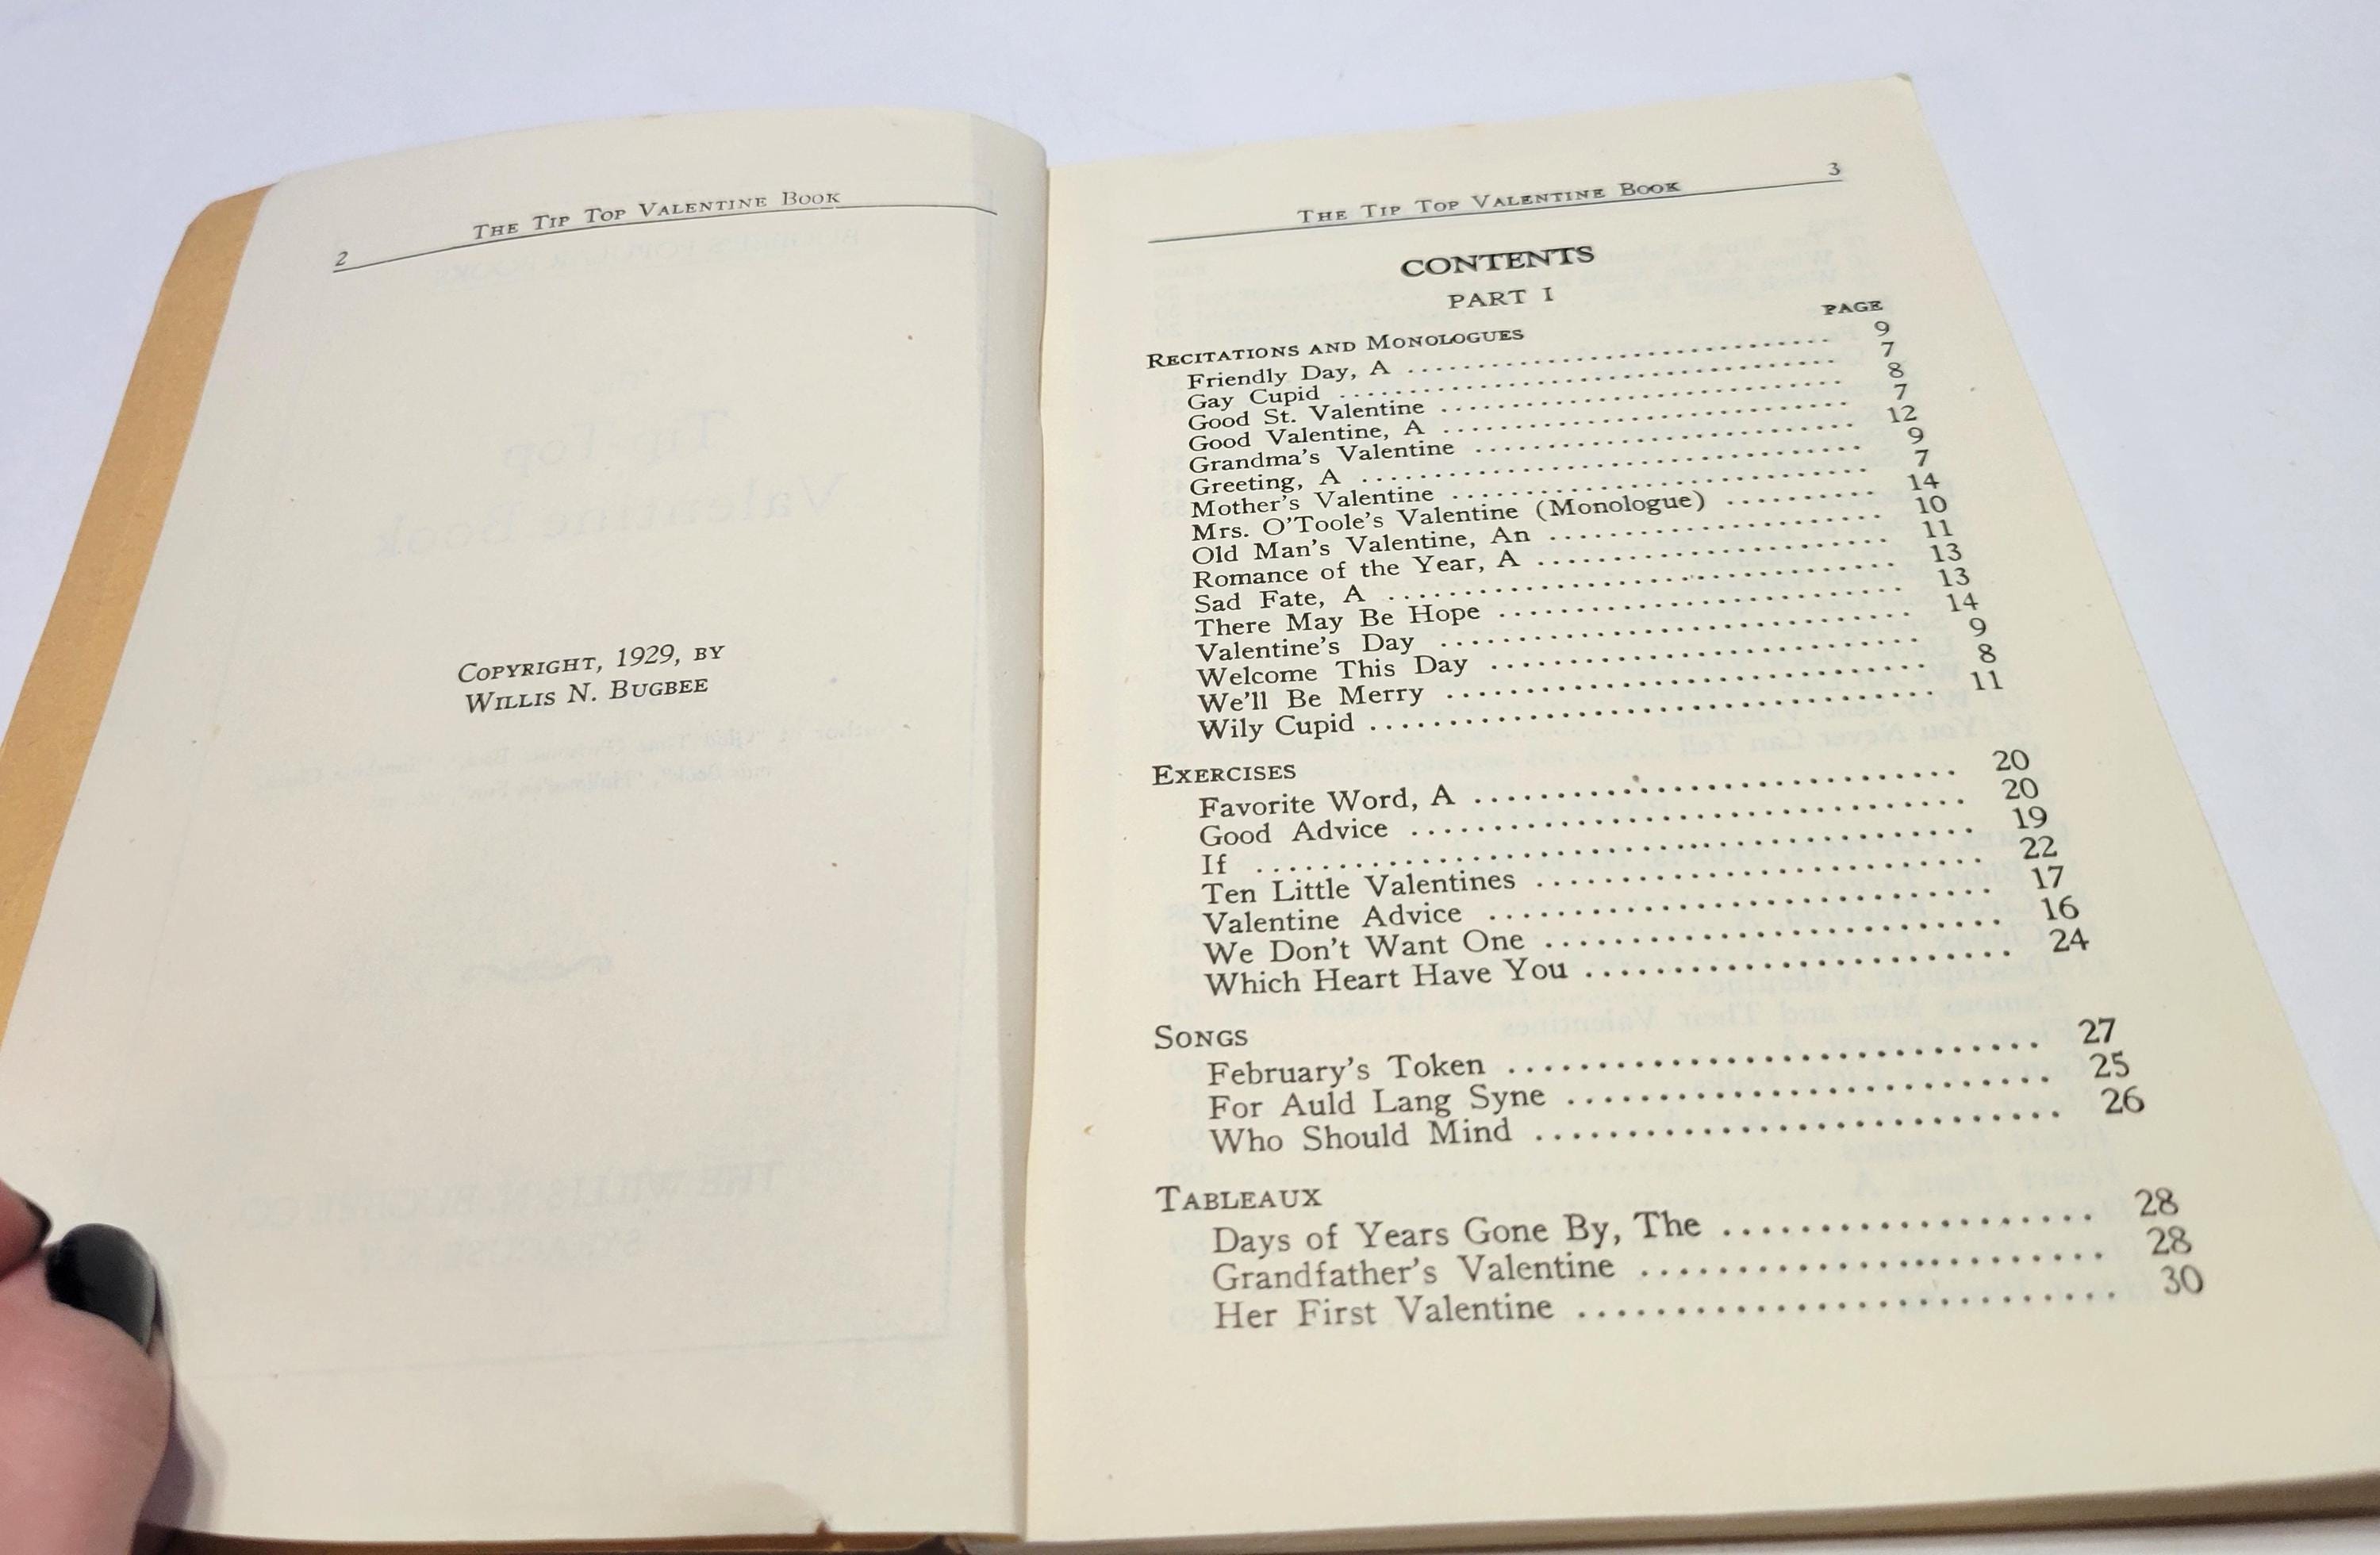 The Tip Top Valentine Book
2
Copyright, 1929, by
Willis N. Bugbee
3
The Tip Top Valentine Book
CONTENTS
PART I
PAGE
Recitations and Monologues
Friendly Day, A ........ 9
Gay Cupid ........ 7
Good St. Valentine ........ 8
Good Valentine, A ........ 7
Grandma's Valentine ........ 12
Greeting, A ........ 9
Mother's Valentine ........ 7
Mrs. O'Toole's Valentine (Monologue) ........ 14
Old Man's Valentine, An ........ 10
Romance of the Year, A ........ 11
Sad Fate, A ........ 13
There May Be Hope ........ 13
Valentine's Day ........ 14
Welcome This Day ........ 9
We'll Be Merry ........ 8
Wily Cupid ........ 11
Exercises
Favorite Word, A ........ 20
Good Advice ........ 20
If ........ 19
Ten Little Valentines ........ 22
Valentine Advice ........ 17
We Don't Want One ........ 16
Which Heart Have You ........ 24
Songs
February's Token ........ 27
For Auld Lang Syne ........ 25
Who Should Mind ........ 26
Tableaux
Days of Years Gone By, The ........ 28
Grandfather's Valentine ........ 28
Her First Valentine ........ 30